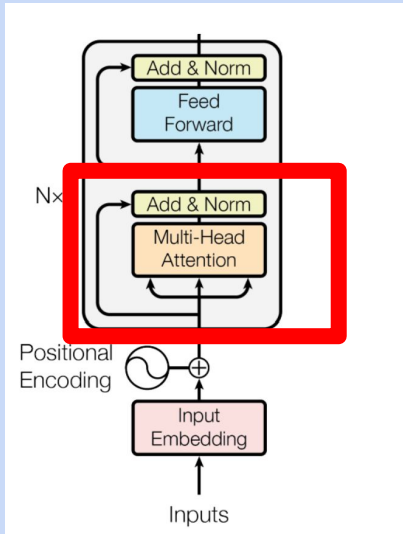 Add & Norm
Feed
Forward
N×
Add & Norm
Multi-Head
Attention
Positional
Encoding
Input
Embedding
Inputs